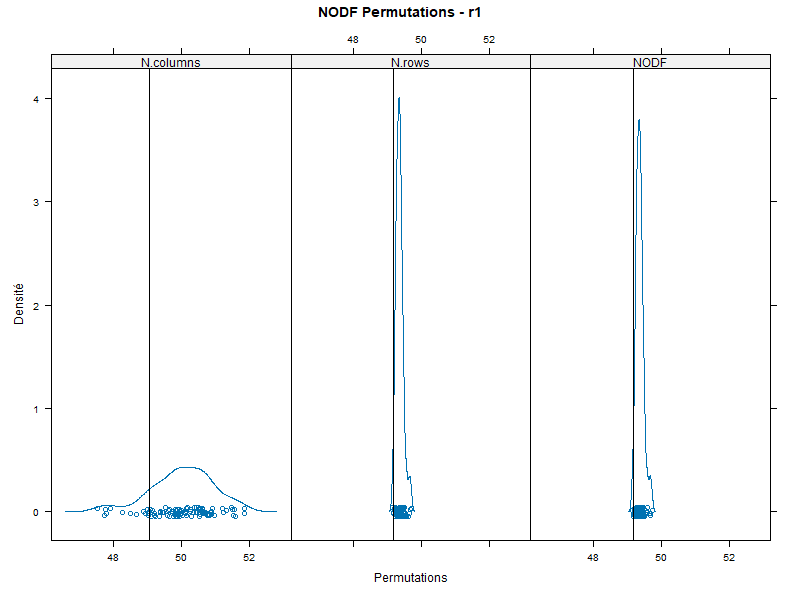 NODF Permutations - r1
48 50 52
N.columns N.rows NODF
4
3
2
1
0
Densité
48 50 52 48 50 52
Permutations